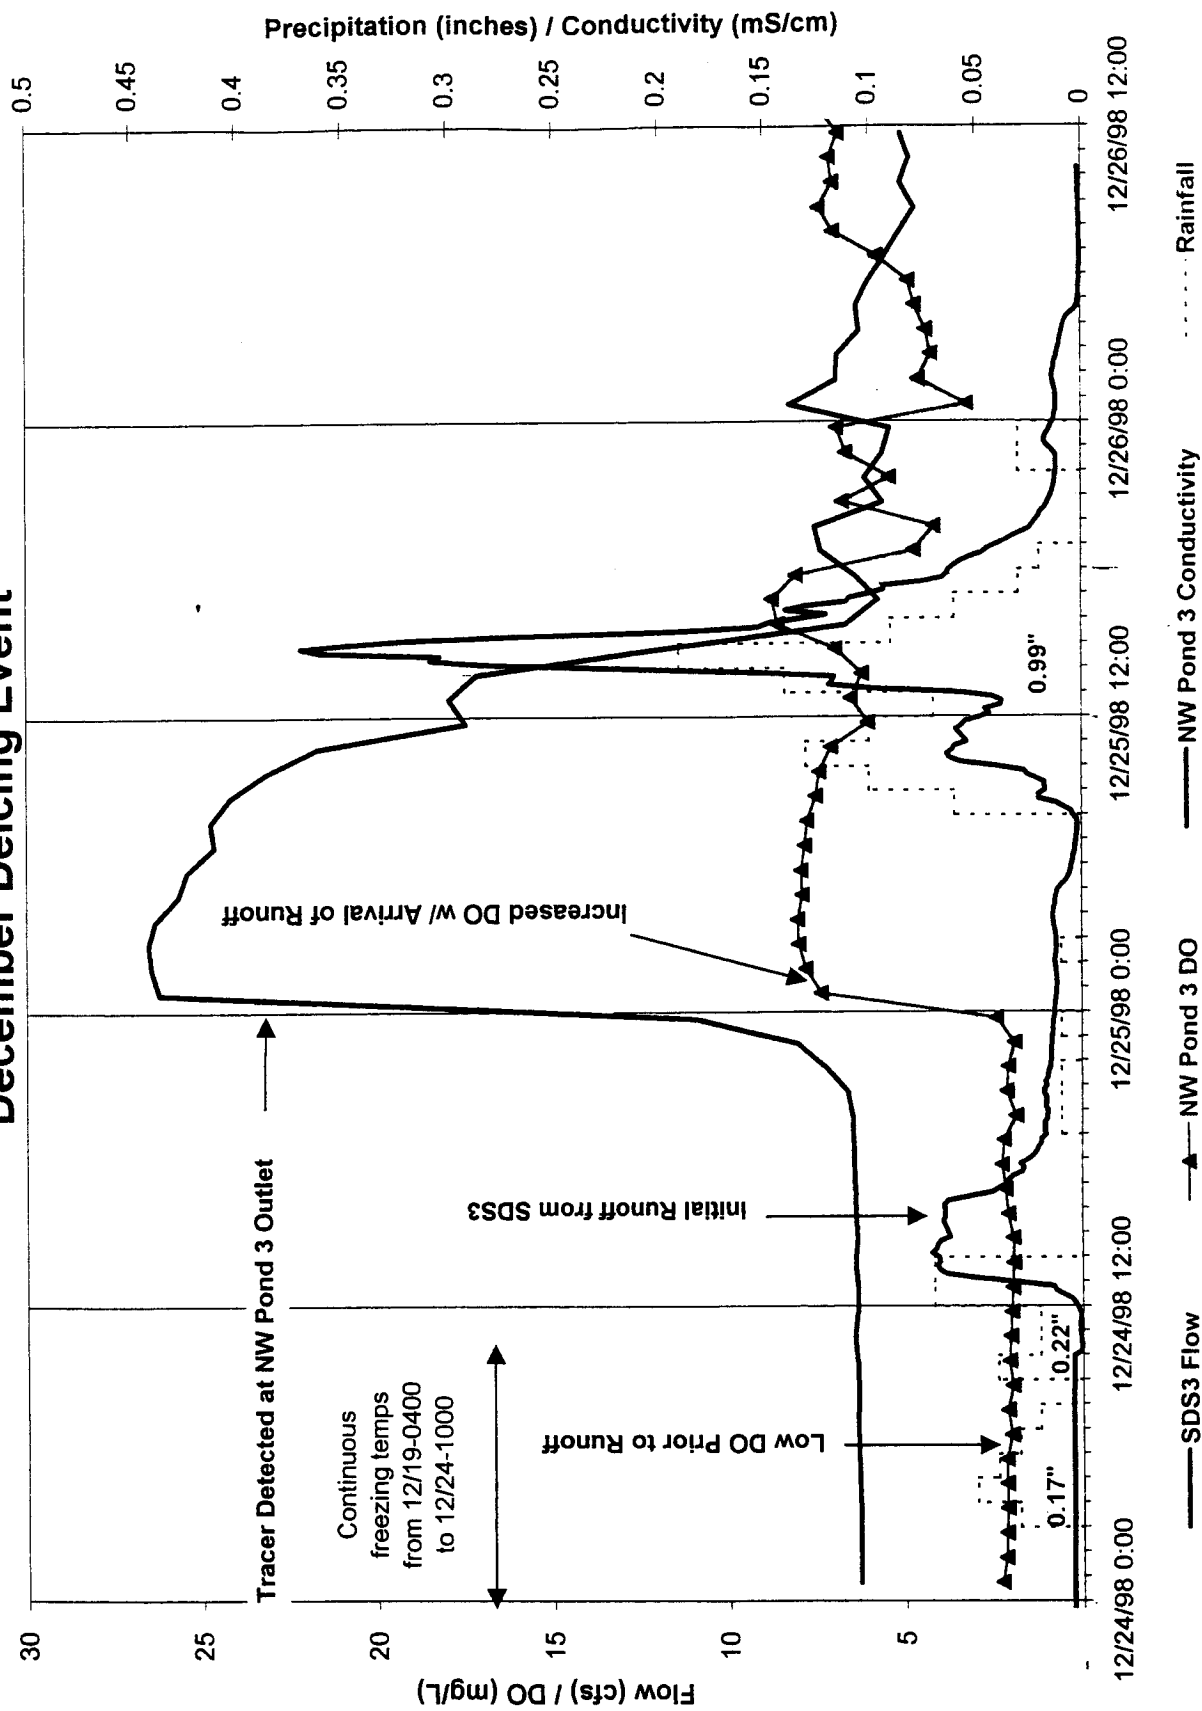 December Deicing Event
Precipitation (inches) / Conductivity (mS/cm)
0.5
0.45
0.4
0.35
0.3
0.25
0.2
0.15
0.1
0.05
0
Flow (cfs) / DO (mg/L)
30
25
20
15
10
5
-
Tracer Detected at NW Pond 3 Outlet
Continuous
freezing temps
from 12/19-0400
to 12/24-1000
Increased DO w/ Arrival of Runoff
Initial Runoff from SDS3
Low DO Prior to Runoff
0.17"
0.22"
0.99"
12/24/98 0:00
12/24/98 12:00
12/25/98 0:00
12/25/98 12:00
12/26/98 0:00
12/26/98 12:00
SDS3 Flow
NW Pond 3 DO
NW Pond 3 Conductivity
Rainfall